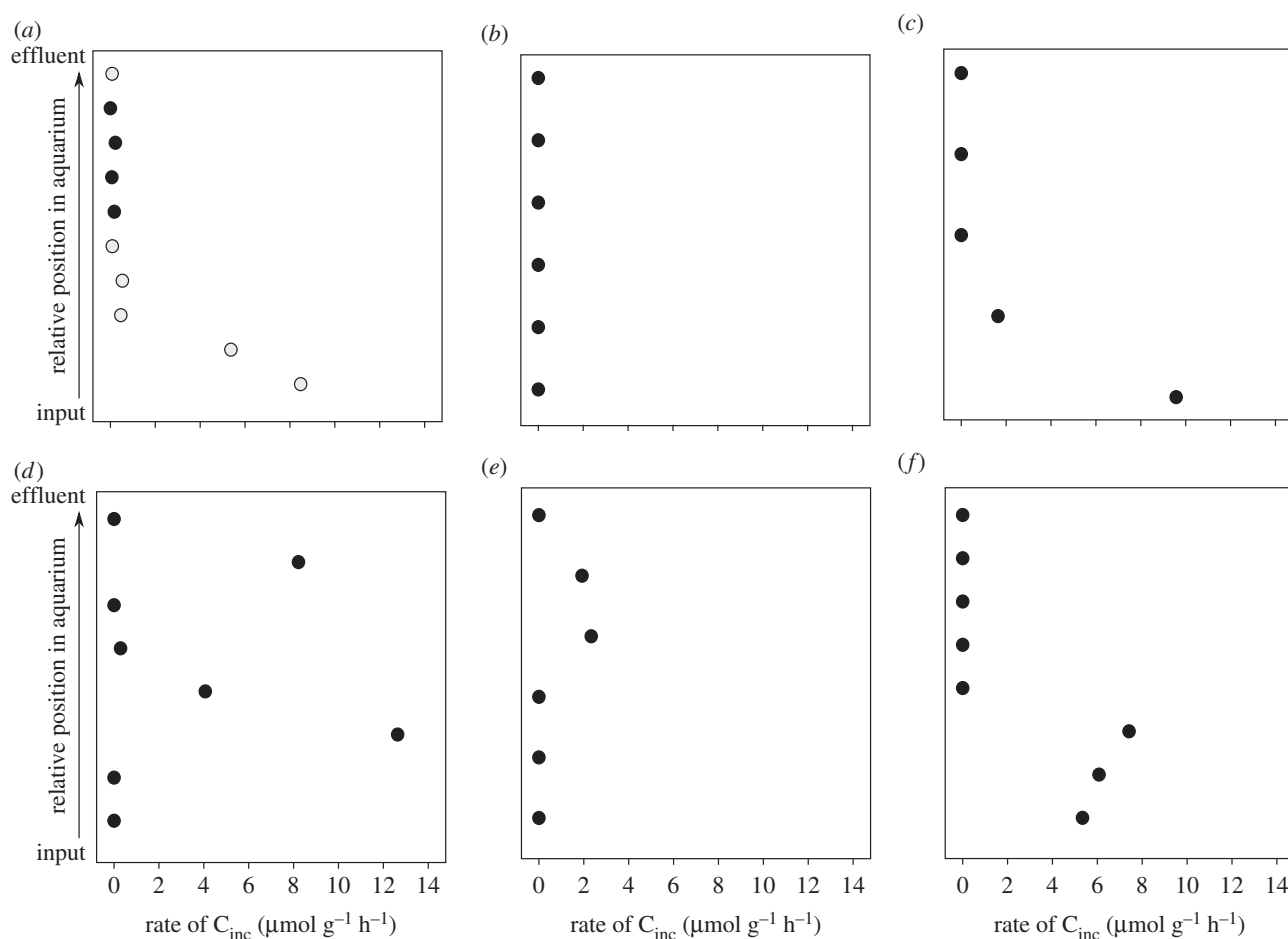 (a)
(b)
(c)
effluent
relative position in aquarium
input
(d)
(e)
(f)
effluent
relative position in aquarium
input
0 2 4 6 8 10 12 14
0 2 4 6 8 10 12 14
0 2 4 6 8 10 12 14
rate of C_inc (μmol g⁻¹ h⁻¹)
rate of C_inc (μmol g⁻¹ h⁻¹)
rate of C_inc (μmol g⁻¹ h⁻¹)